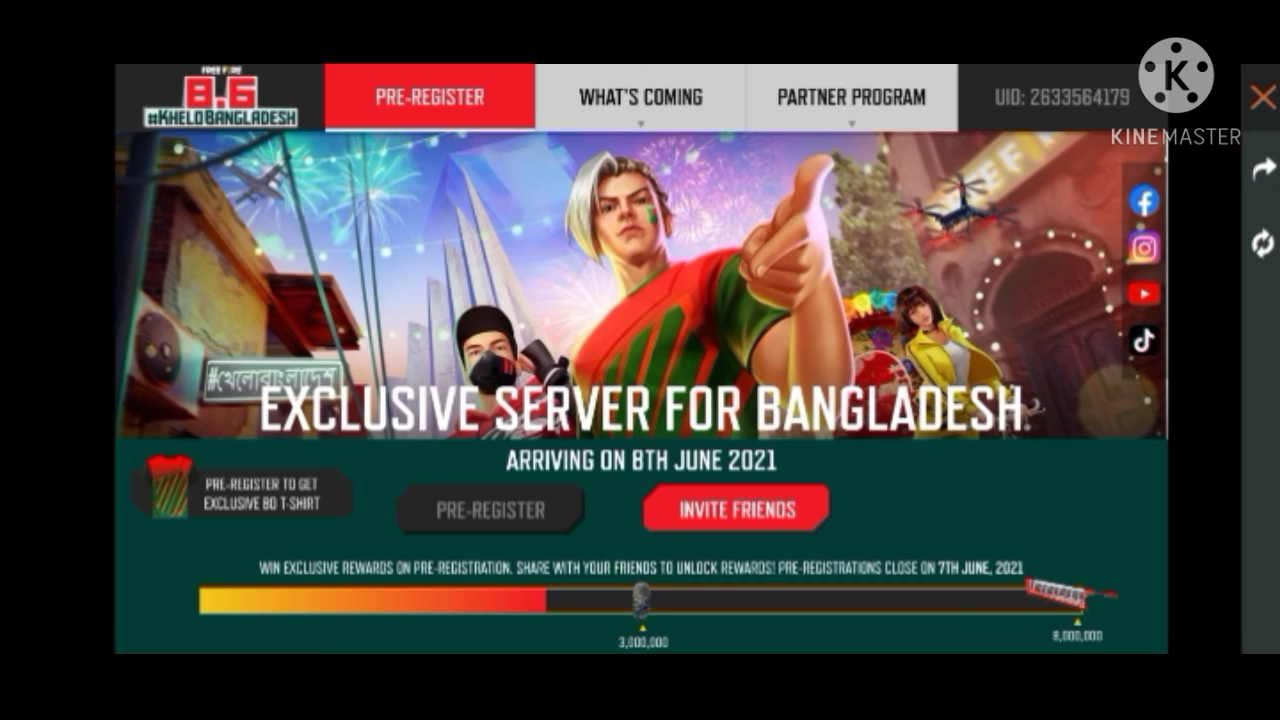 FREE FIRE
8.6
#KHELOBANGLADESH
PRE-REGISTER
WHAT'S COMING
PARTNER PROGRAM
UID: 2633564179
K
KINEMASTER
#খেলোবাংলাদেশ
EXCLUSIVE SERVER FOR BANGLADESH
ARRIVING ON 8TH JUNE 2021
PRE-REGISTER TO GET
EXCLUSIVE BD T-SHIRT
PRE-REGISTER
INVITE FRIENDS
WIN EXCLUSIVE REWARDS ON PRE-REGISTRATION. SHARE WITH YOUR FRIENDS TO UNLOCK REWARDS! PRE-REGISTRATIONS CLOSE ON 7TH JUNE, 2021
3,000,000
8,000,000